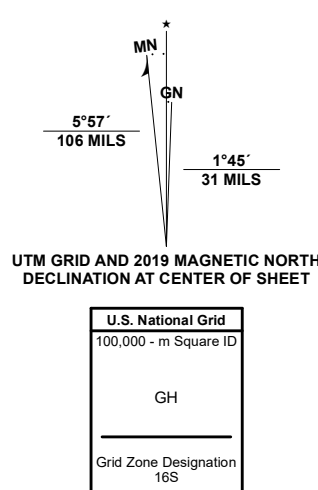 MN
GN
5°57´
106 MILS
1°45´
31 MILS
UTM GRID AND 2019 MAGNETIC NORTH
DECLINATION AT CENTER OF SHEET
U.S. National Grid
100,000 - m Square ID
GH
Grid Zone Designation
16S